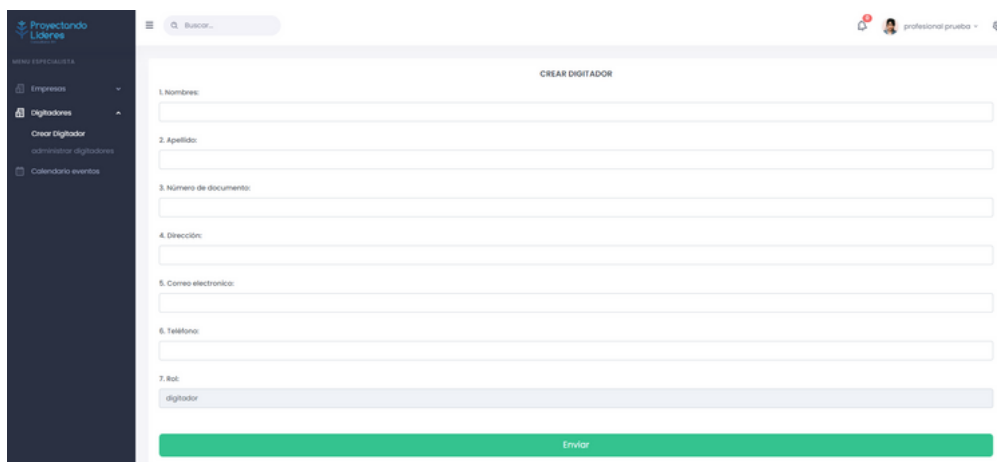 Proyectando
Líderes
Buscar...
profesional prueba
MENU ESPECIALISTA
Empresas
Digitadores
Crear Digitador
administrar digitadores
Calendario eventos
CREAR DIGITADOR
1. Nombres:
2. Apellido:
3. Número de documento:
4. Dirección:
5. Correo electronico:
6. Teléfono:
7. Rol:
digitador
Enviar